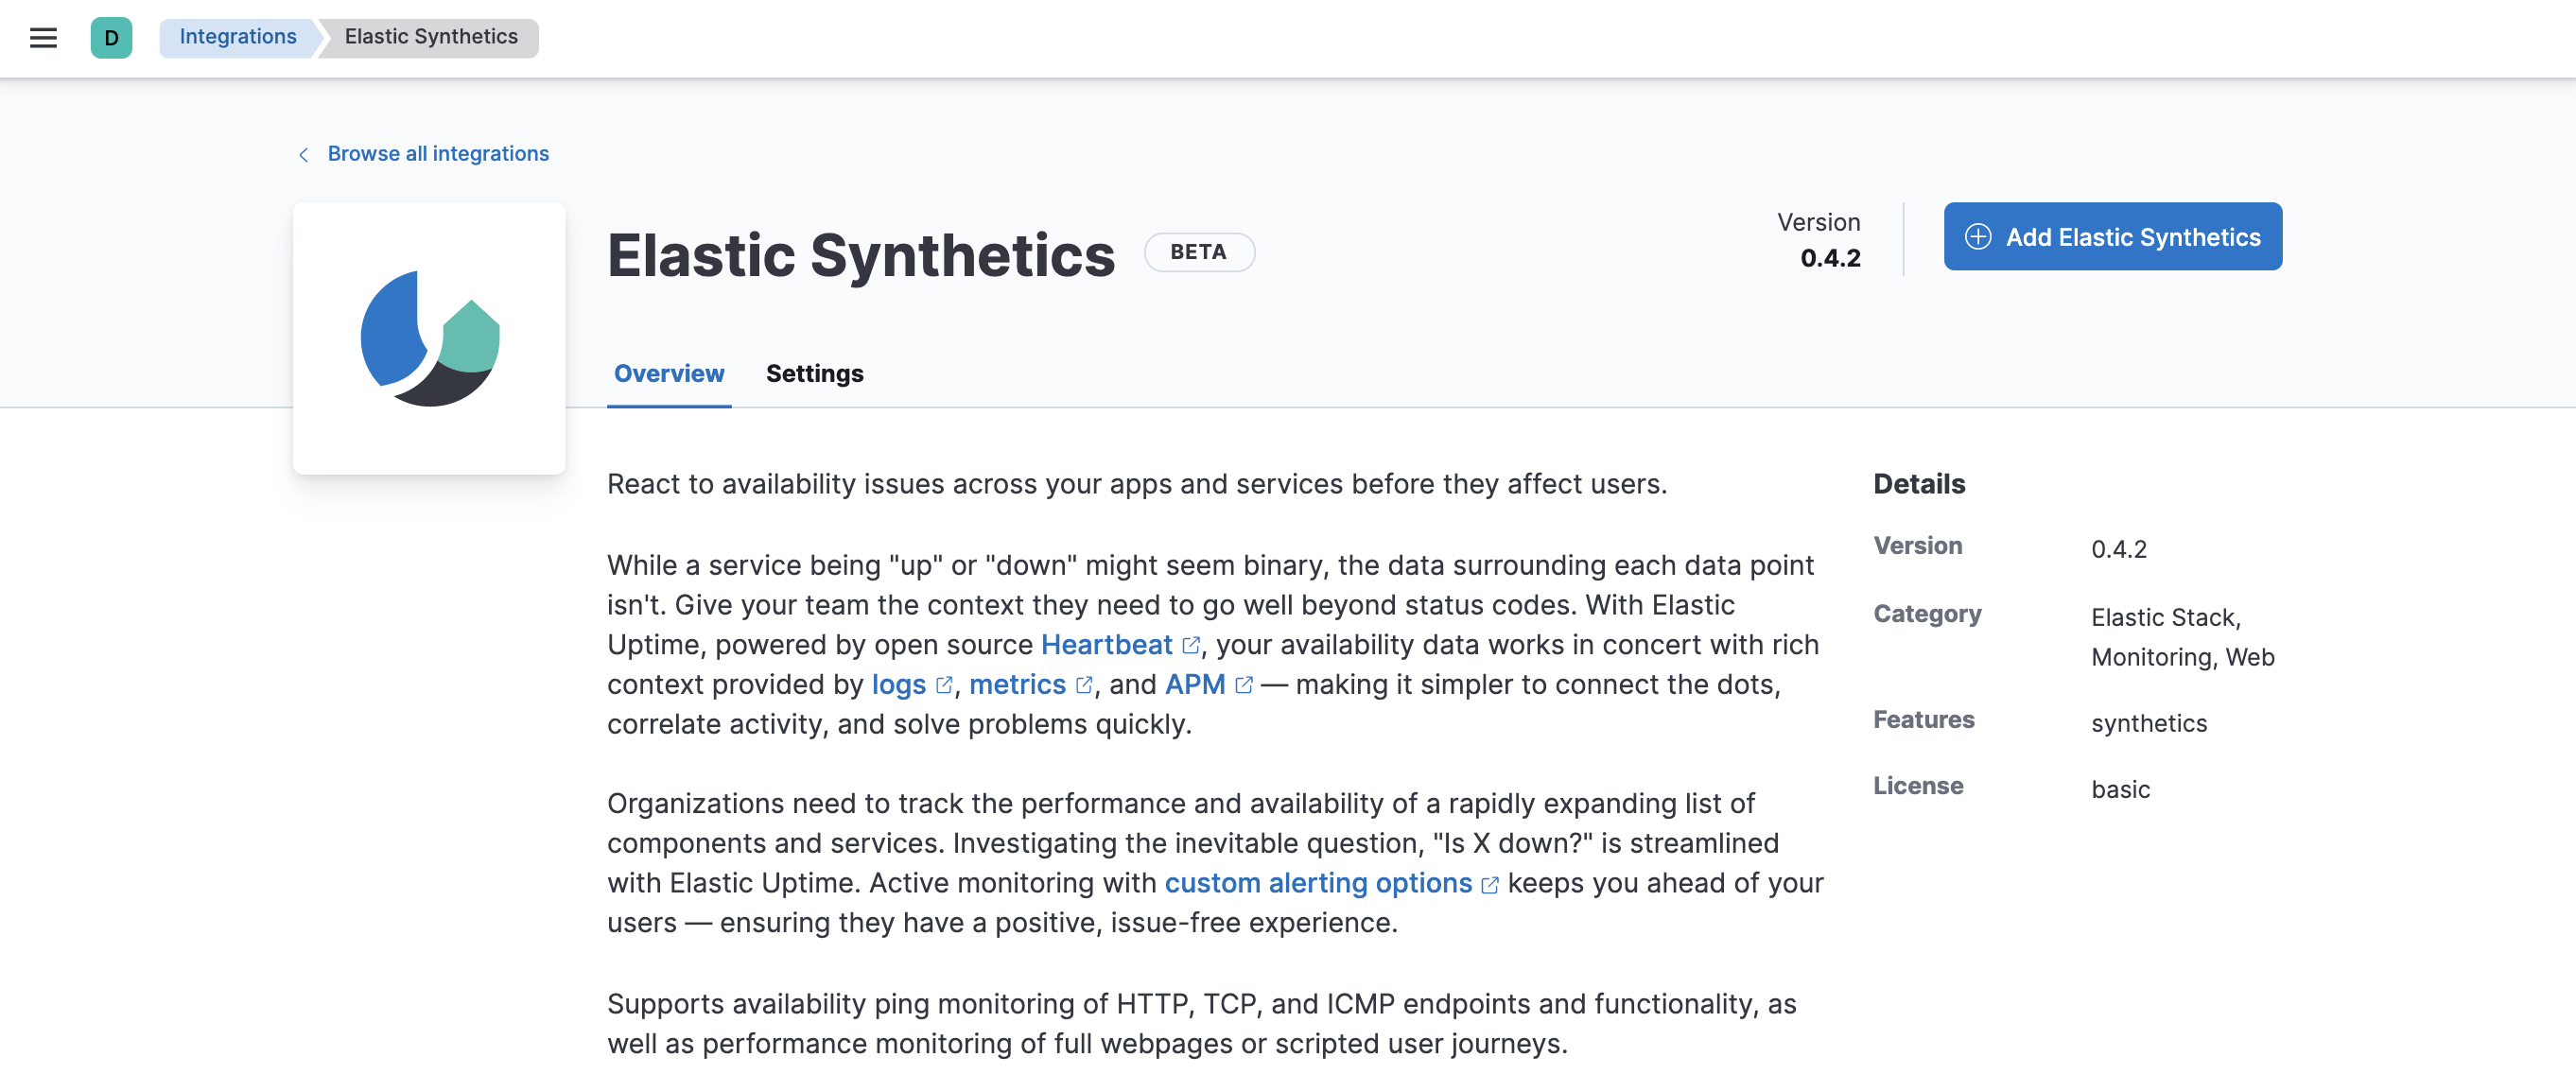 D
Integrations
Elastic Synthetics
Browse all integrations
Elastic Synthetics
BETA
Version
0.4.2
Add Elastic Synthetics
Overview
Settings
React to availability issues across your apps and services before they affect users.
While a service being "up" or "down" might seem binary, the data surrounding each data point
isn't. Give your team the context they need to go well beyond status codes. With Elastic
Uptime, powered by open source Heartbeat, your availability data works in concert with rich
context provided by logs, metrics, and APM — making it simpler to connect the dots,
correlate activity, and solve problems quickly.
Organizations need to track the performance and availability of a rapidly expanding list of
components and services. Investigating the inevitable question, "Is X down?" is streamlined
with Elastic Uptime. Active monitoring with custom alerting options keeps you ahead of your
users — ensuring they have a positive, issue-free experience.
Supports availability ping monitoring of HTTP, TCP, and ICMP endpoints and functionality, as
well as performance monitoring of full webpages or scripted user journeys.
Details
Version
0.4.2
Category
Elastic Stack,
Monitoring, Web
Features
synthetics
License
basic